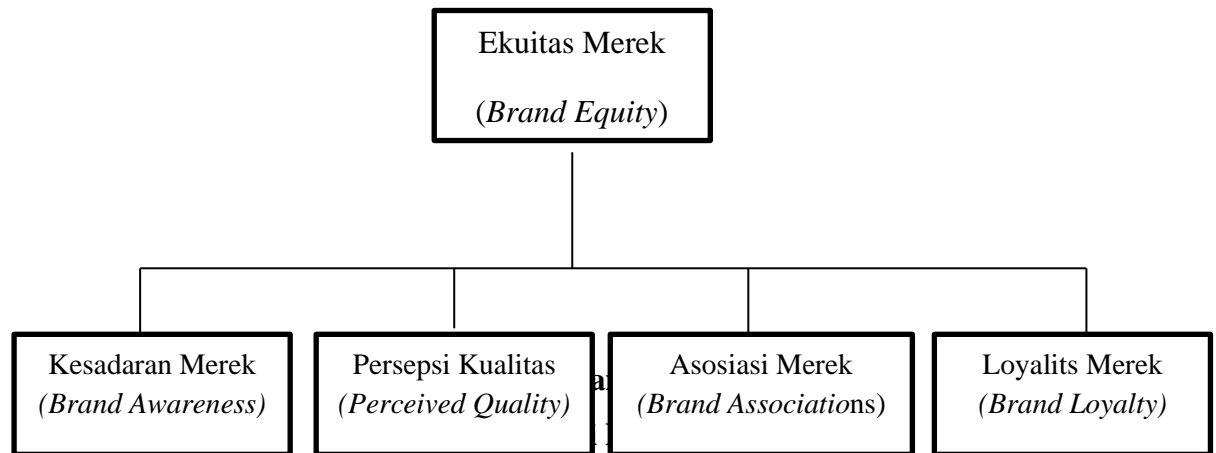 Ekuitas Merek
(Brand Equity)
Kesadaran Merek
(Brand Awareness)
Persepsi Kualitas
(Perceived Quality)
Asosiasi Merek
(Brand Associations)
Loyalits Merek
(Brand Loyalty)